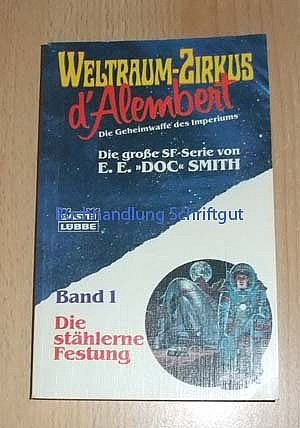 WELTRAUM-ZIRKUS
d'Alembert
Die Geheimwaffe des Imperiums
Die große SF-Serie von
E. E. »DOC« SMITH
Buchhandlung Schriftgut
BASTEI
LÜBBE
Band 1
Die
stählerne
Festung